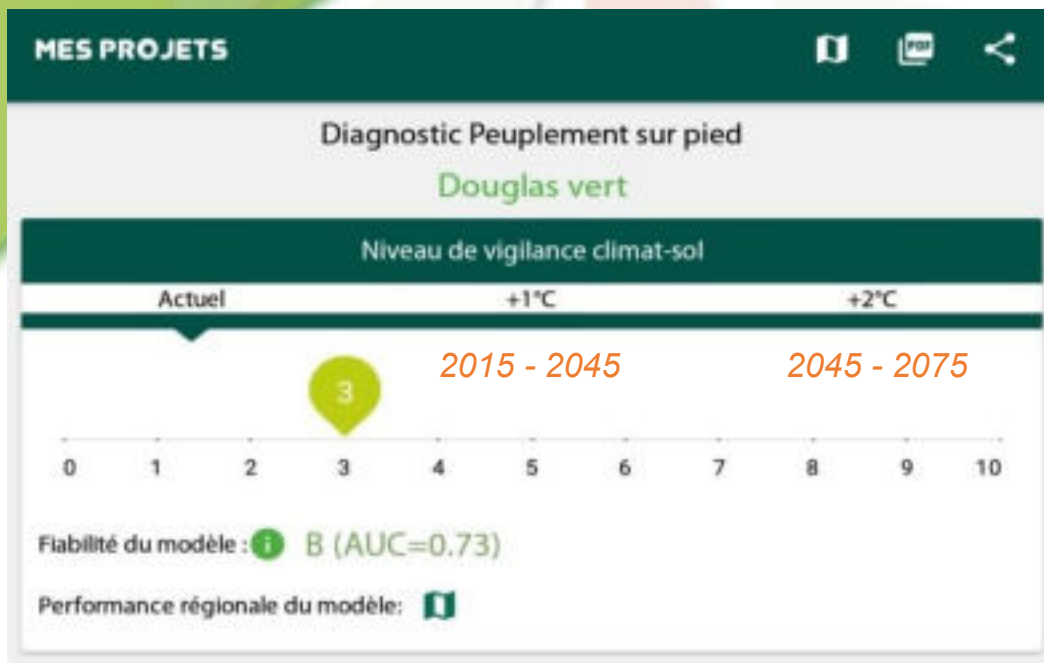 MES PROJETS
PDF
Diagnostic Peuplement sur pied
Douglas vert
Niveau de vigilance climat-sol
Actuel +1°C +2°C
2015 - 2045 2045 - 2075
3
0 1 2 3 4 5 6 7 8 9 10
Fiabilité du modèle : i B (AUC=0.73)
Performance régionale du modèle: